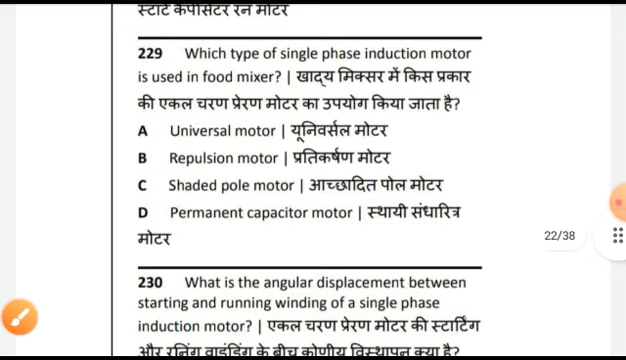 स्टार्ट कैपेसिटर रन मोटर
229 Which type of single phase induction motor
is used in food mixer? | खाद्य मिक्सर में किस प्रकार
की एकल चरण प्रेरण मोटर का उपयोग किया जाता है?
A Universal motor | यूनिवर्सल मोटर
B Repulsion motor | प्रतिकर्षण मोटर
C Shaded pole motor | आच्छादित पोल मोटर
D Permanent capacitor motor | स्थायी संधारित्र
मोटर
22/38
230 What is the angular displacement between
starting and running winding of a single phase
induction motor? | एकल चरण प्रेरण मोटर की स्टार्टिंग
और रनिंग वाइंडिंग के बीच कोणीय विस्थापन क्या है?